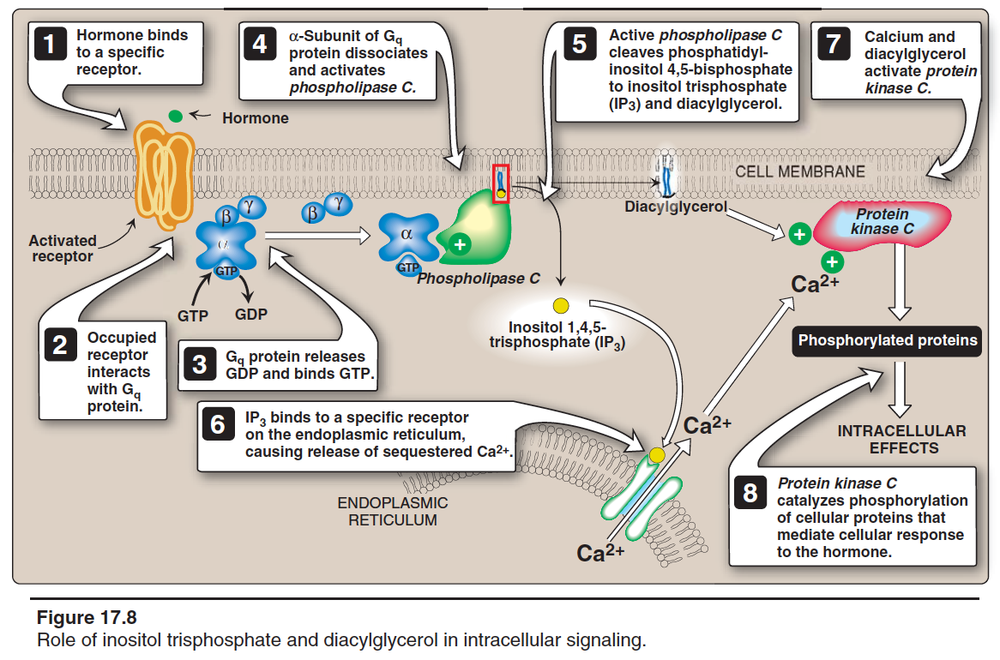 1
Hormone binds
to a specific
receptor.
4
α-Subunit of Gq
protein dissociates
and activates
phospholipase C.
5
Active phospholipase C
cleaves phosphatidyl-
inositol 4,5-bisphosphate
to inositol trisphosphate
(IP3) and diacylglycerol.
7
Calcium and
diacylglycerol
activate protein
kinase C.
Hormone
CELL MEMBRANE
Activated
receptor
β
γ
α
GTP
GTP
GDP
β
γ
α
GTP
+
Phospholipase C
Diacylglycerol
+
Protein
kinase C
+
Ca2+
Inositol 1,4,5-
trisphosphate (IP3)
Phosphorylated proteins
2
Occupied
receptor
interacts
with Gq
protein.
3
Gq protein releases
GDP and binds GTP.
6
IP3 binds to a specific receptor
on the endoplasmic reticulum,
causing release of sequestered Ca2+.
Ca2+
INTRACELLULAR
EFFECTS
ENDOPLASMIC
RETICULUM
Ca2+
8
Protein kinase C
catalyzes phosphorylation
of cellular proteins that
mediate cellular response
to the hormone.
Figure 17.8
Role of inositol trisphosphate and diacylglycerol in intracellular signaling.